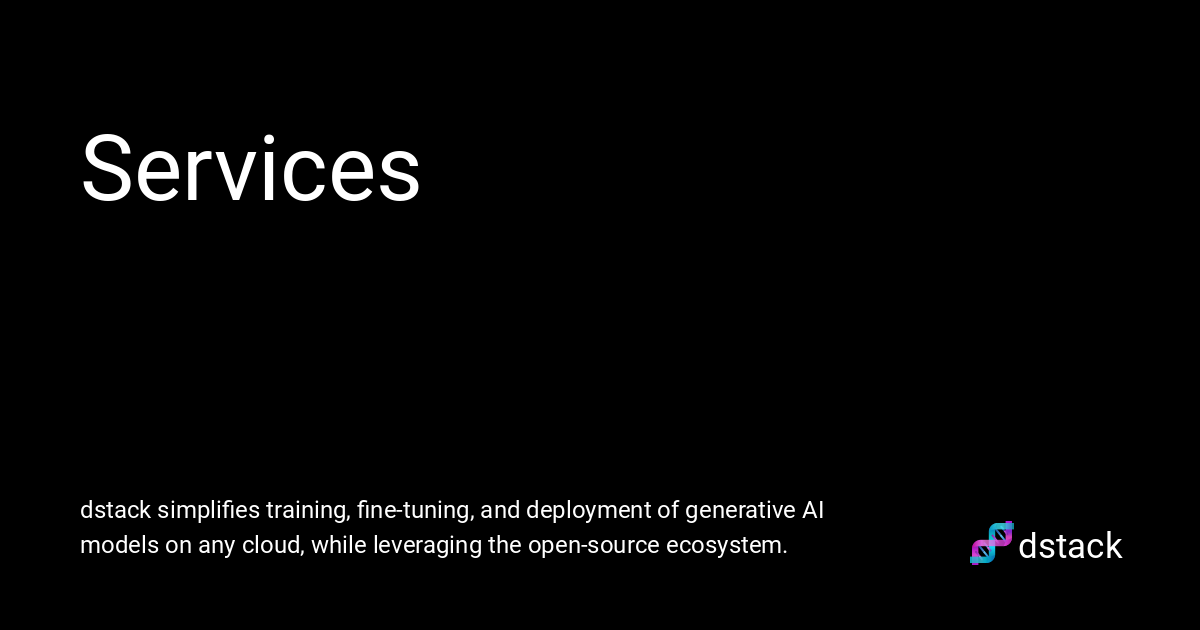 Services
dstack simplifies training, fine-tuning, and deployment of generative AI
models on any cloud, while leveraging the open-source ecosystem.
dstack